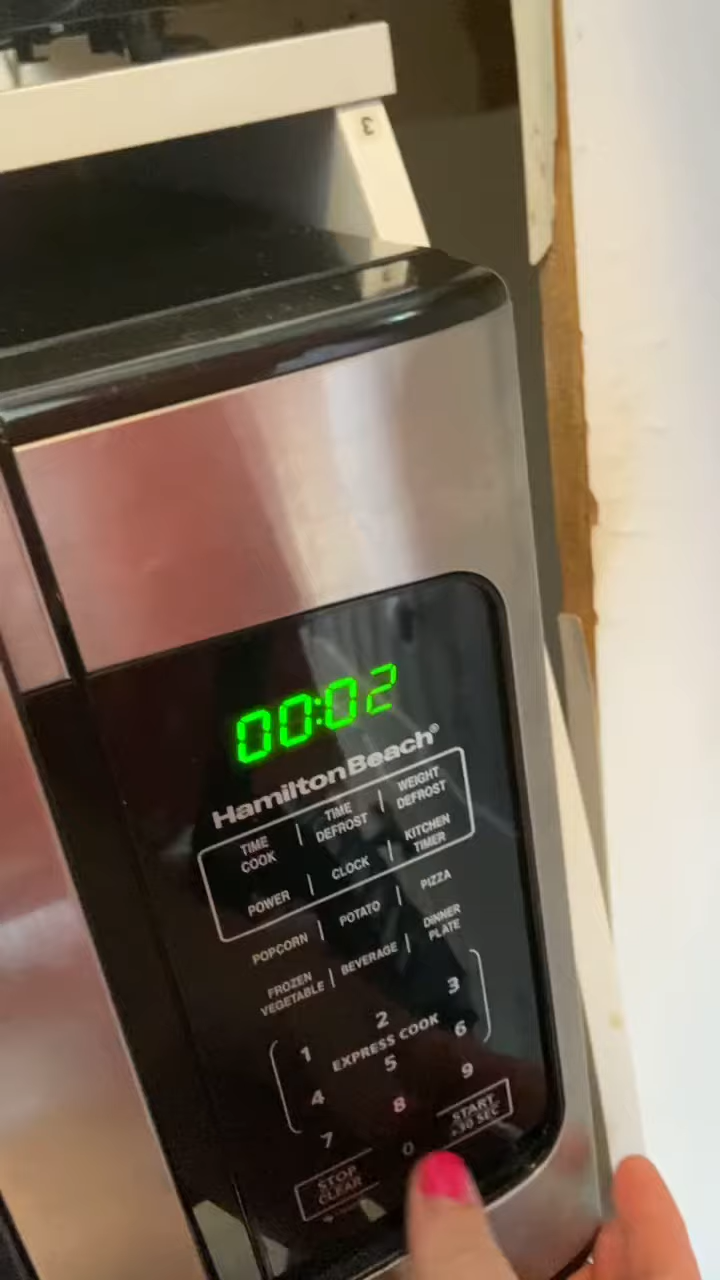 3
00:02
HamiltonBeach®
TIME COOK
TIME DEFROST
WEIGHT DEFROST
POWER
CLOCK
KITCHEN TIMER
POPCORN
POTATO
PIZZA
FROZEN VEGETABLE
BEVERAGE
DINNER PLATE
1 2 3
EXPRESS COOK
4 5 6
7 8 9
0
STOP CLEAR
START +30 SEC